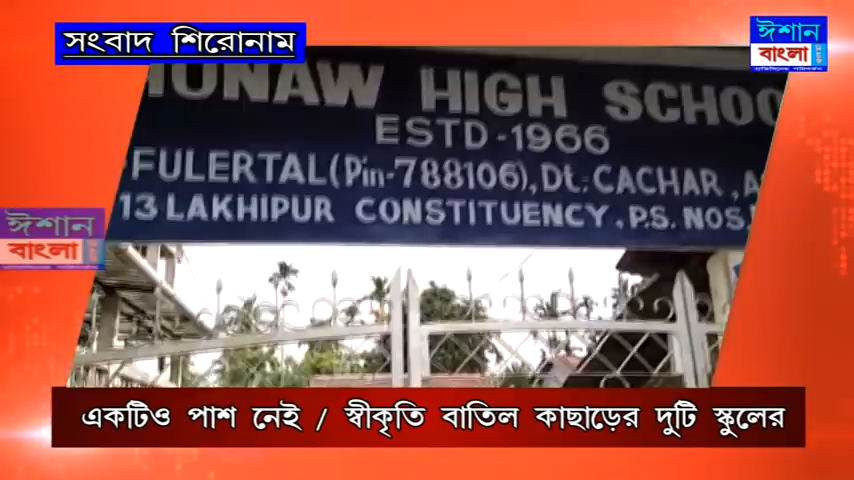 সংবাদ শিরোনাম
ঈশান
বাংলা
HIGH SCHOO
ESTD-1966
FULERTAL(Pin-788106),Dt.:CACHAR,
13 LAKHIPUR CONSTITUENCY, P.S. NOS.
ঈশান
বাংলা
একটিও পাশ নেই / স্বীকৃতি বাতিল কাছাড়ের দুটি স্কুলের